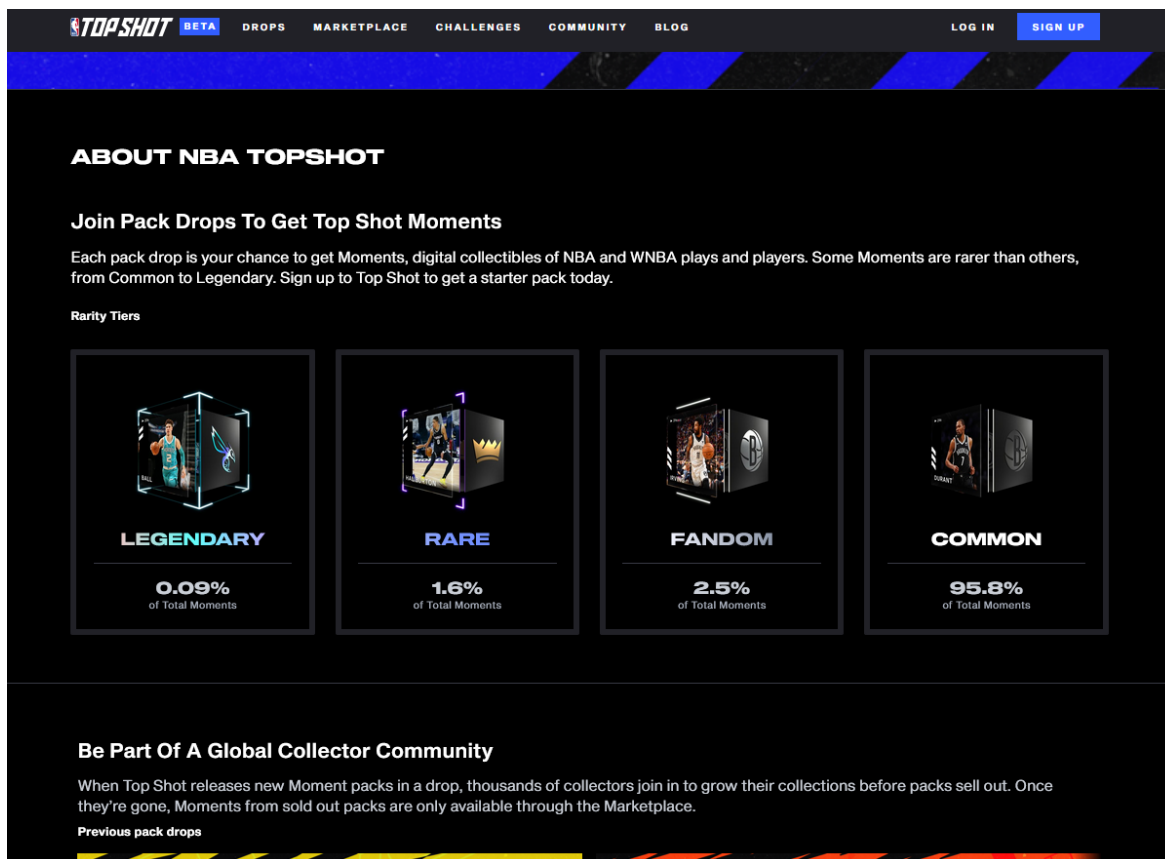 TOP SHOT BETA DROPS MARKETPLACE CHALLENGES COMMUNITY BLOG LOG IN SIGN UP
ABOUT NBA TOPSHOT
Join Pack Drops To Get Top Shot Moments
Each pack drop is your chance to get Moments, digital collectibles of NBA and WNBA plays and players. Some Moments are rarer than others,
from Common to Legendary. Sign up to Top Shot to get a starter pack today.
Rarity Tiers
BALL
LEGENDARY
0.09%
of Total Moments
HALIBURTON
RARE
1.6%
of Total Moments
IRVING
FANDOM
2.5%
of Total Moments
DURANT
COMMON
95.8%
of Total Moments
Be Part Of A Global Collector Community
When Top Shot releases new Moment packs in a drop, thousands of collectors join in to grow their collections before packs sell out. Once
they're gone, Moments from sold out packs are only available through the Marketplace.
Previous pack drops